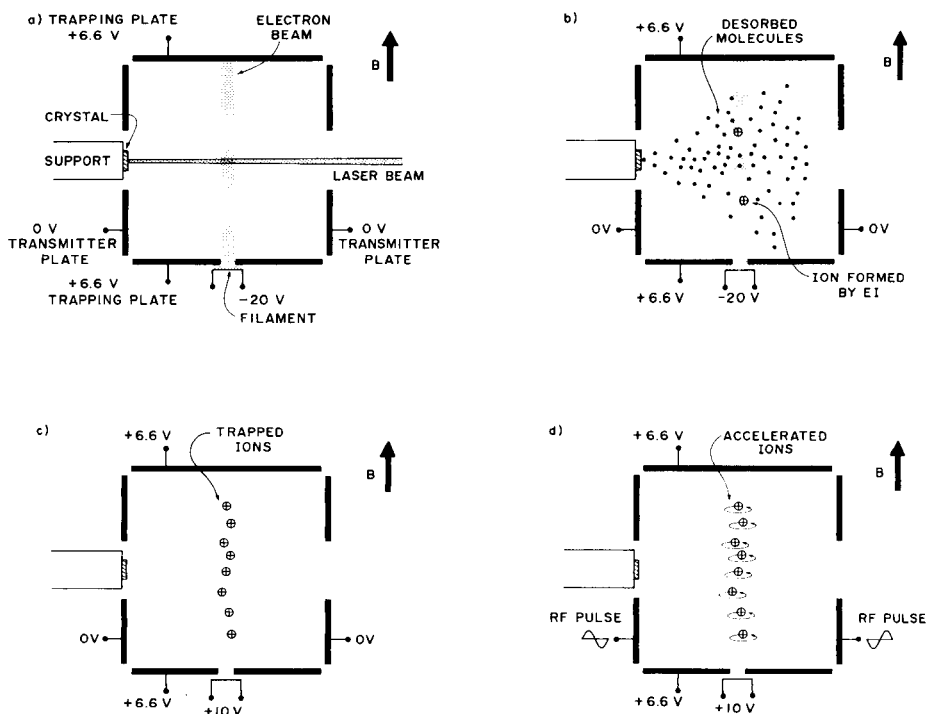 a) TRAPPING PLATE
+6.6 V
ELECTRON
BEAM
B
CRYSTAL
SUPPORT
LASER BEAM
0 V
TRANSMITTER
PLATE
0 V
TRANSMITTER
PLATE
+6.6 V
TRAPPING PLATE
-20 V
FILAMENT
b)
+6.6 V
DESORBED
MOLECULES
B
0V
0V
+6.6 V
-20 V
ION FORMED
BY EI
c)
+6.6 V
TRAPPED
IONS
B
0V
0V
+6.6 V
+10 V
d)
+6.6 V
ACCELERATED
IONS
B
RF PULSE
RF PULSE
+6.6 V
+10V